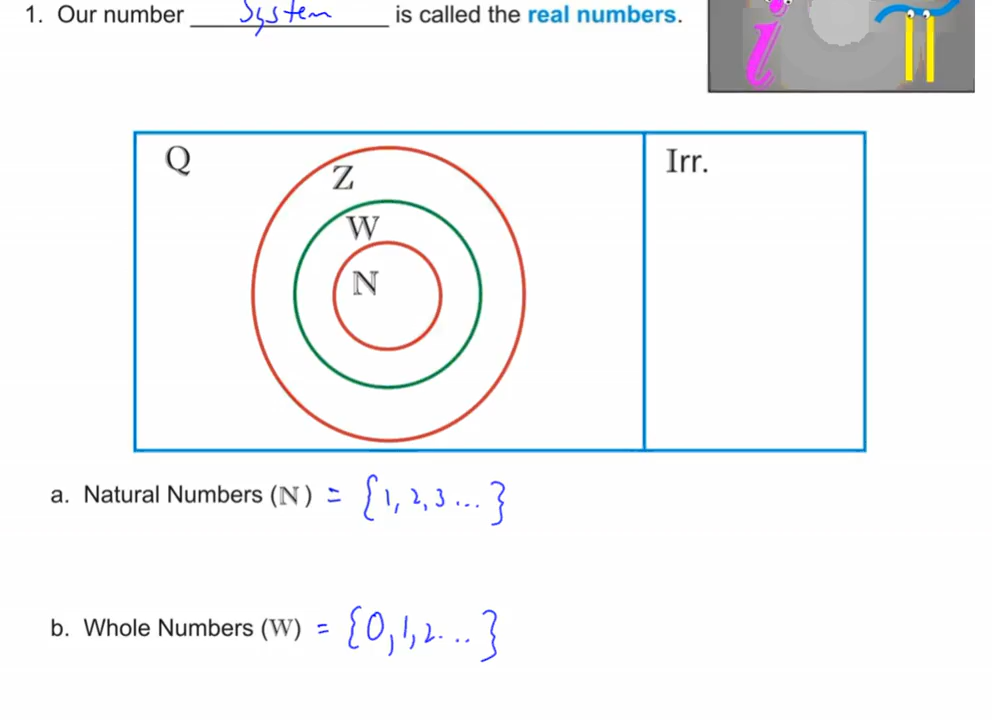 1. Our number system is called the real numbers.
i π
Q Z Irr.
W
N
a. Natural Numbers (ℕ) = {1, 2, 3 ... }
b. Whole Numbers (W) = {0, 1, 2. .. }